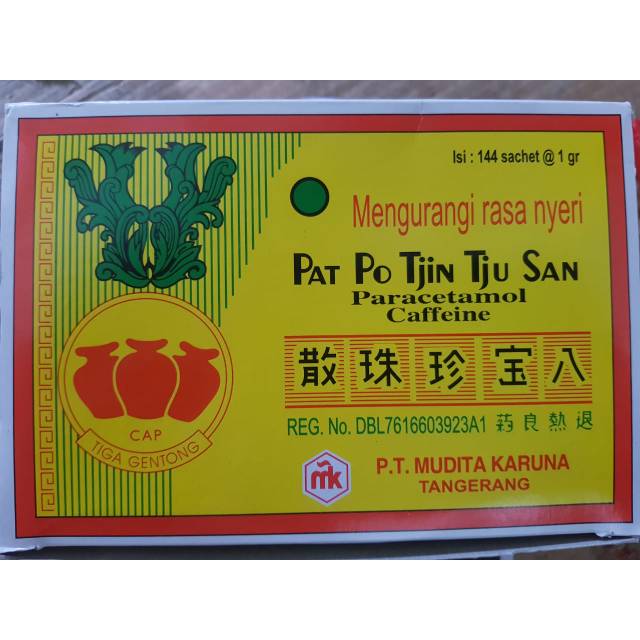 Isi : 144 sachet @ 1 gr
Mengurangi rasa nyeri
PAT PO TJIN TJU SAN
Paracetamol
Caffeine
散珠珍宝八
REG. No. DBL7616603923A1 葯良熱退
mk
P.T. MUDITA KARUNA
TANGERANG
CAP
TIGA GENTONG